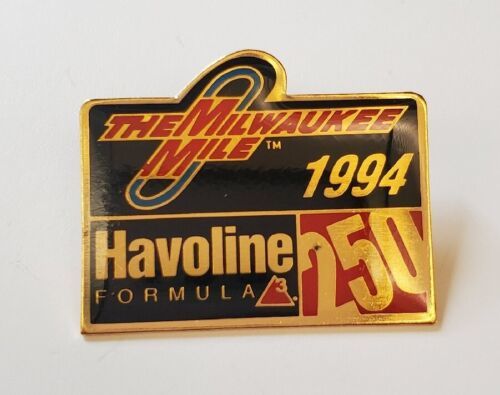 THE MILWAUKEE
MILE™
1994
Havoline
FORMULA 3.
250